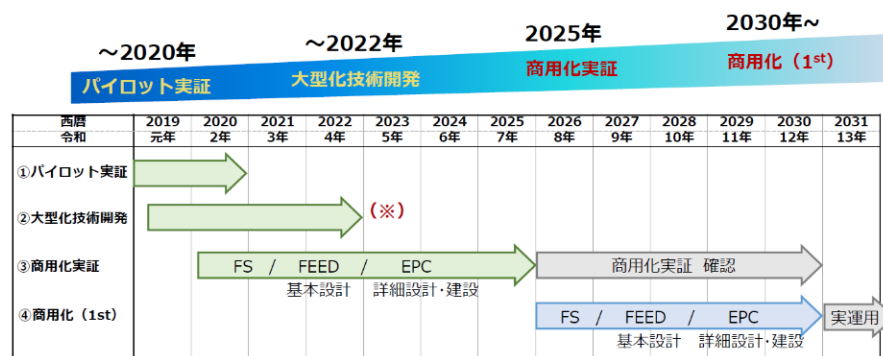 ～2020年 ～2022年 2025年 2030年~
パイロット実証 大型化技術開発 商用化実証 商用化（1st）
西暦 2019 2020 2021 2022 2023 2024 2025 2026 2027 2028 2029 2030 2031
令和 元年 2年 3年 4年 5年 6年 7年 8年 9年 10年 11年 12年 13年
①パイロット実証
②大型化技術開発 (※)
③商用化実証 FS / FEED / EPC 商用化実証 確認
基本設計 詳細設計・建設
④商用化（1st） FS / FEED / EPC 実運用
基本設計 詳細設計・建設